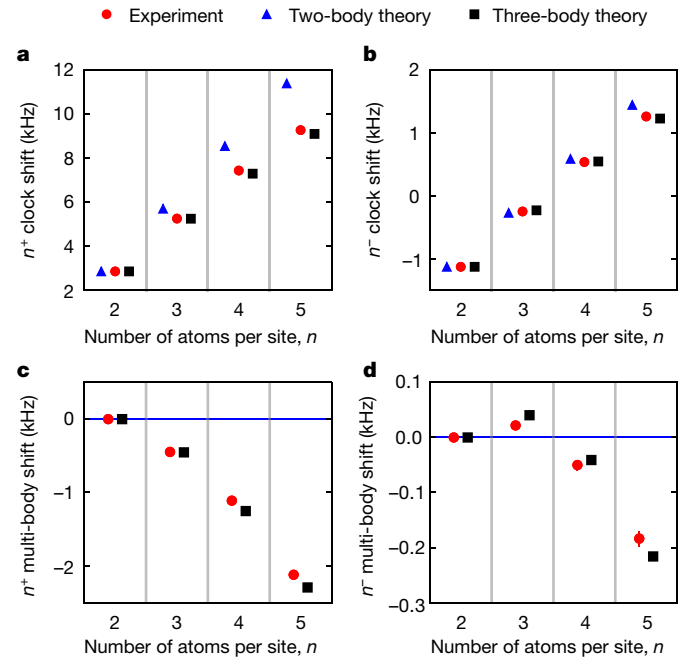 Experiment Two-body theory Three-body theory
a
n⁺ clock shift (kHz)
12
10
8
6
4
2
2 3 4 5
Number of atoms per site, n
b
n⁻ clock shift (kHz)
2
1
0
−1
2 3 4 5
Number of atoms per site, n
c
n⁺ multi-body shift (kHz)
0
−1
−2
2 3 4 5
Number of atoms per site, n
d
n⁻ multi-body shift (kHz)
0.1
0.0
−0.1
−0.2
−0.3
2 3 4 5
Number of atoms per site, n